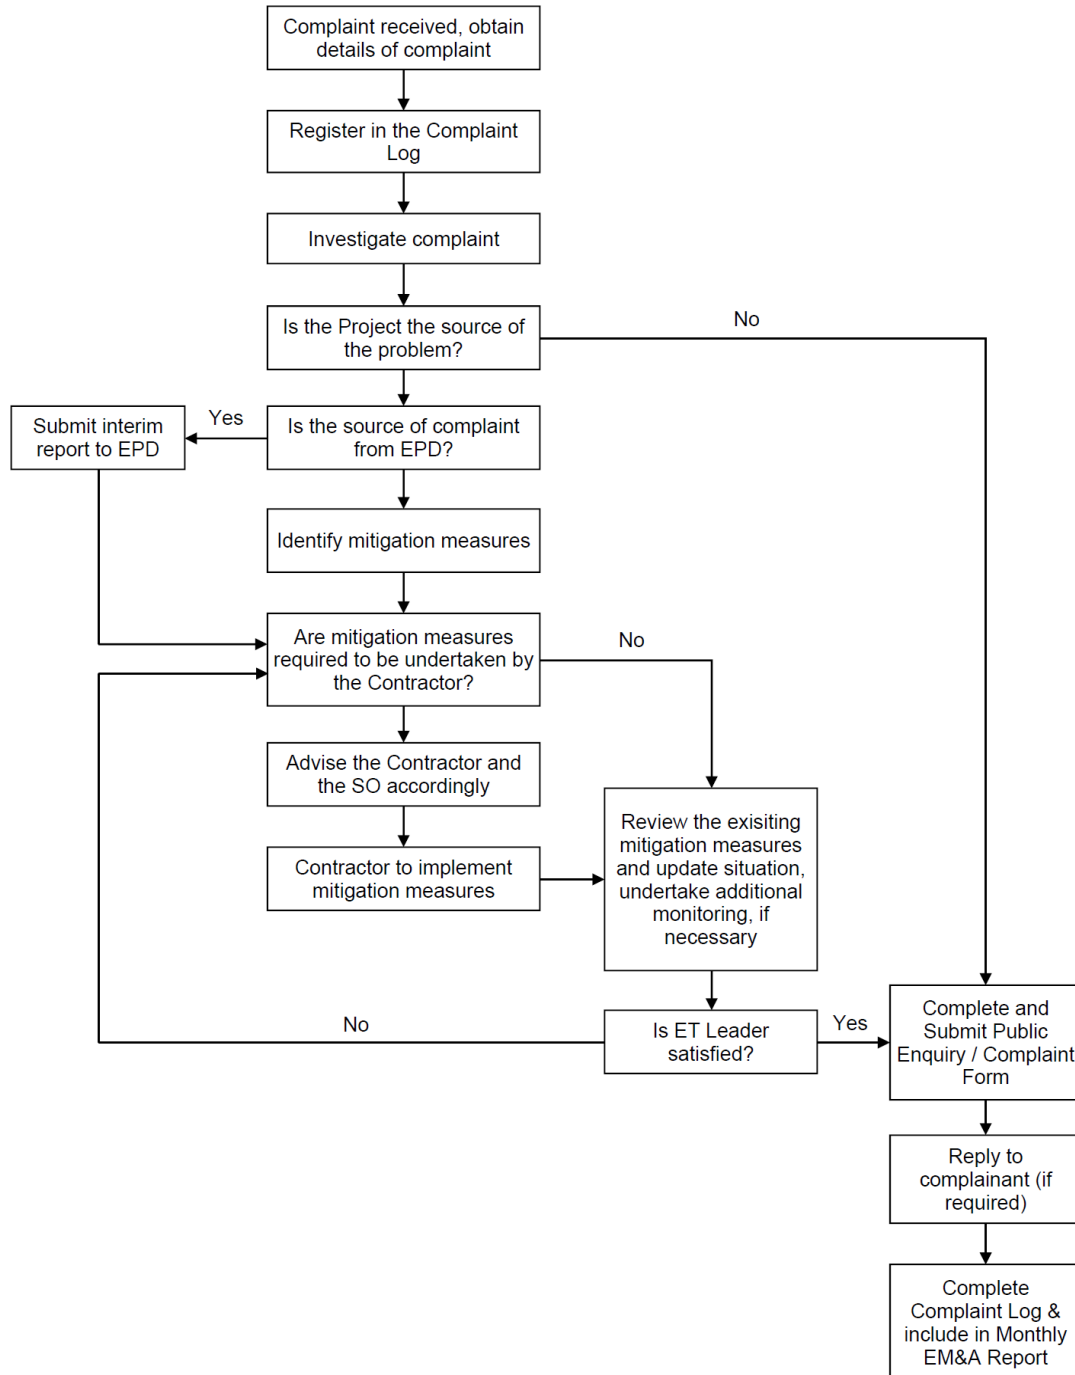 Complaint received, obtain
details of complaint
Register in the Complaint
Log
Investigate complaint
Is the Project the source of
the problem?
No
Submit interim
report to EPD
Yes
Is the source of complaint
from EPD?
Identify mitigation measures
Are mitigation measures
required to be undertaken by
the Contractor?
No
Advise the Contractor and
the SO accordingly
Contractor to implement
mitigation measures
Review the exisiting
mitigation measures
and update situation,
undertake additional
monitoring, if
necessary
No
Is ET Leader
satisfied?
Yes
Complete and
Submit Public
Enquiry / Complaint
Form
Reply to
complainant (if
required)
Complete
Complaint Log &
include in Monthly
EM&A Report